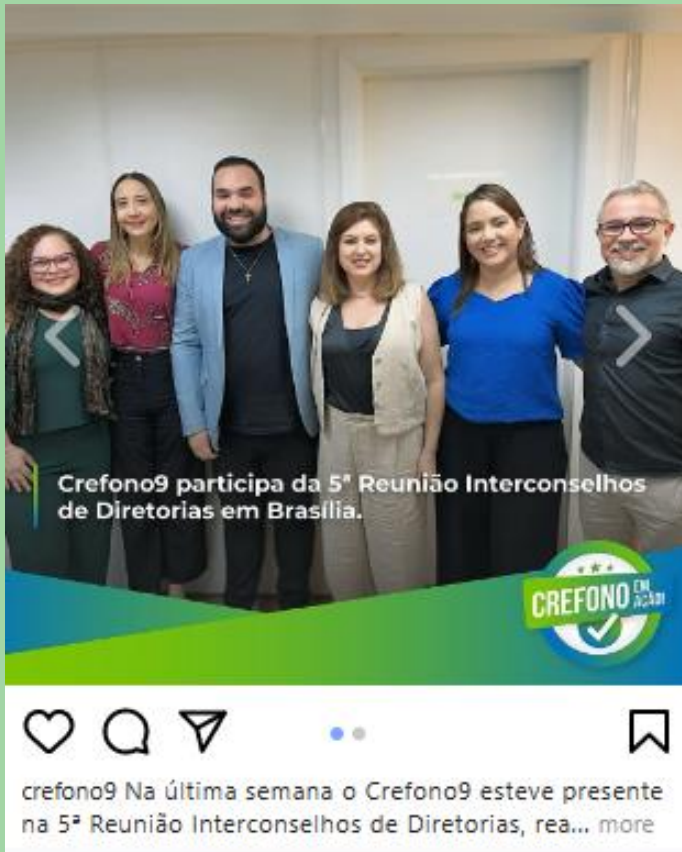 Crefono9 participa da 5ª Reunião Interconselhos
de Diretorias em Brasília.
CREFONO EM
AÇÃO!
crefono9 Na última semana o Crefono9 esteve presente
na 5ª Reunião Interconselhos de Diretorias, rea... more